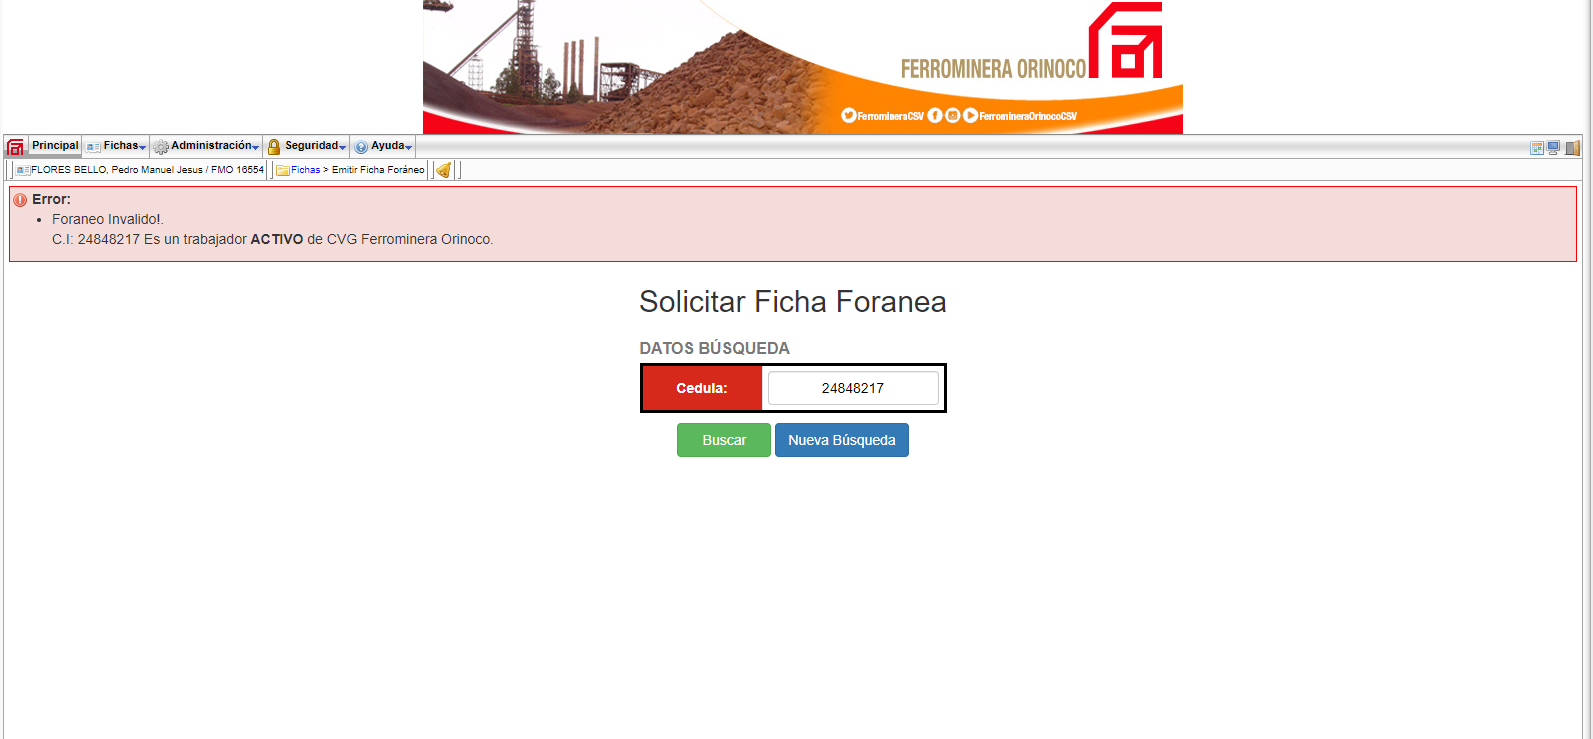 FERROMINERA ORINOCO
FerromineraCSV FerromineraOrinocoCSV
Principal Fichas Administración Seguridad Ayuda
FLORES BELLO, Pedro Manuel Jesus / FMO 16554 Fichas > Emitir Ficha Foráneo
Error:
Foraneo Invalido!.
C.I: 24848217 Es un trabajador ACTIVO de CVG Ferrominera Orinoco.
Solicitar Ficha Foranea
DATOS BÚSQUEDA
Cedula: 24848217
Buscar Nueva Búsqueda